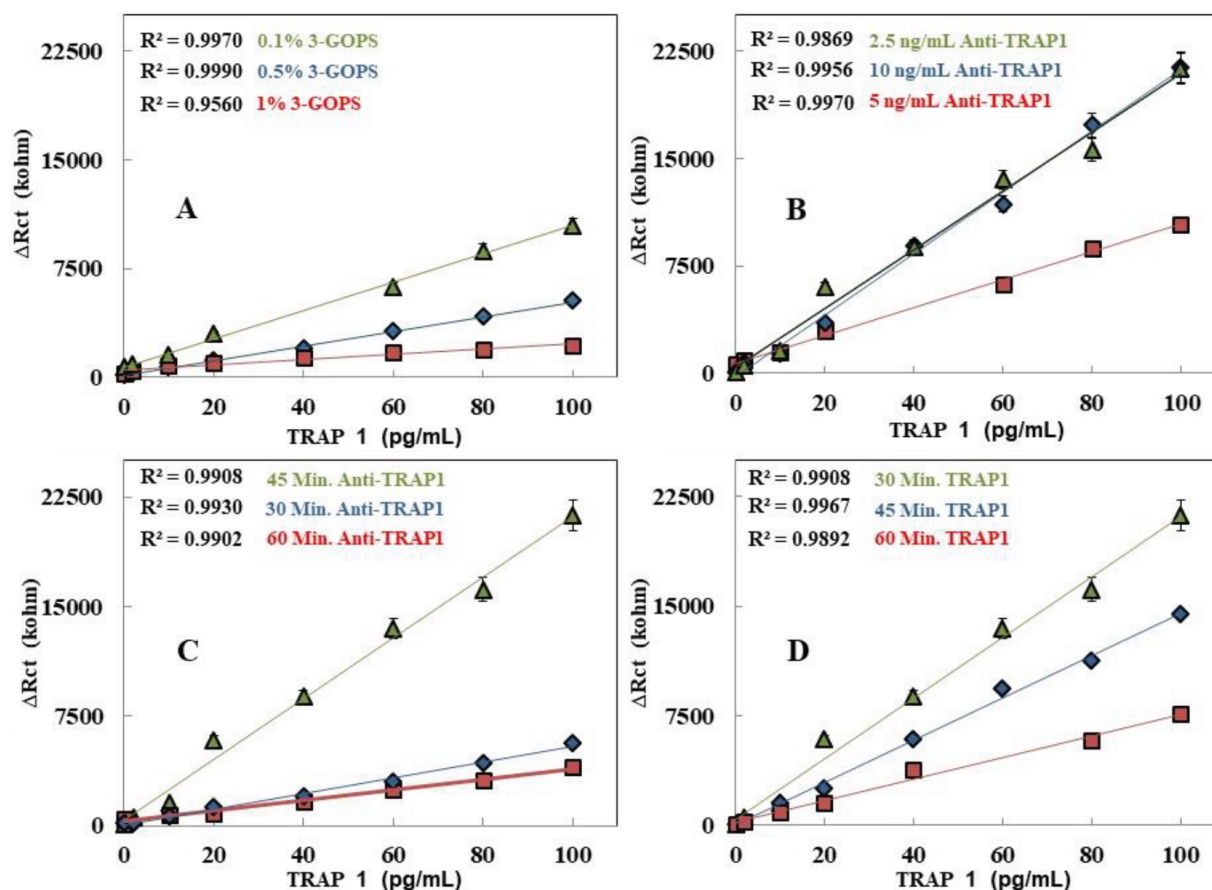 R² = 0.9970 0.1% 3-GOPS
R² = 0.9990 0.5% 3-GOPS
R² = 0.9560 1% 3-GOPS
22500
15000
7500
0
ΔRct (kohm)
A
0 20 40 60 80 100
TRAP 1 (pg/mL)
R² = 0.9869 2.5 ng/mL Anti-TRAP1
R² = 0.9956 10 ng/mL Anti-TRAP1
R² = 0.9970 5 ng/mL Anti-TRAP1
22500
15000
7500
0
ΔRct (kohm)
B
0 20 40 60 80 100
TRAP 1 (pg/mL)
R² = 0.9908 45 Min. Anti-TRAP1
R² = 0.9930 30 Min. Anti-TRAP1
R² = 0.9902 60 Min. Anti-TRAP1
22500
15000
7500
0
ΔRct (kohm)
C
0 20 40 60 80 100
TRAP 1 (pg/mL)
R² = 0.9908 30 Min. TRAP1
R² = 0.9967 45 Min. TRAP1
R² = 0.9892 60 Min. TRAP1
22500
15000
7500
0
ΔRct (kohm)
D
0 20 40 60 80 100
TRAP 1 (pg/mL)